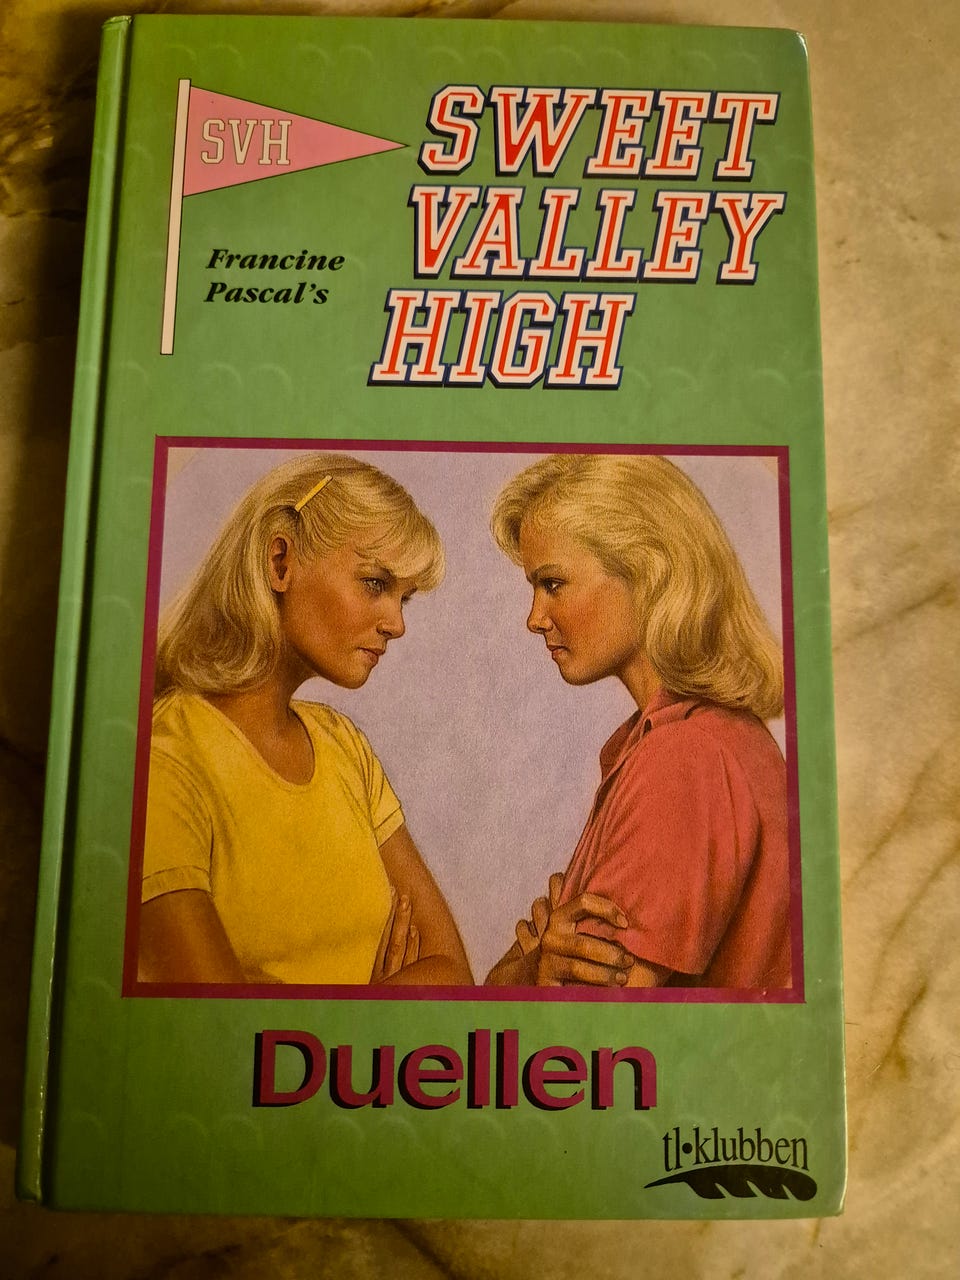 SVH
SWEET
VALLEY
HIGH
Francine
Pascal's
Duellen
tl•klubben